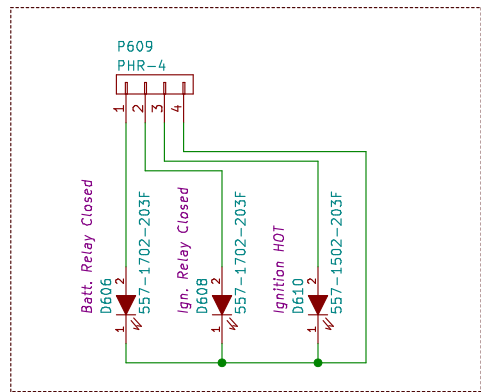 P609
PHR-4
1
2
3
4
Batt. Relay Closed
D606
557-1702-203F
2
1
Ign. Relay Closed
D608
557-1702-203F
2
1
Ignition HOT
D610
557-1502-203F
2
1